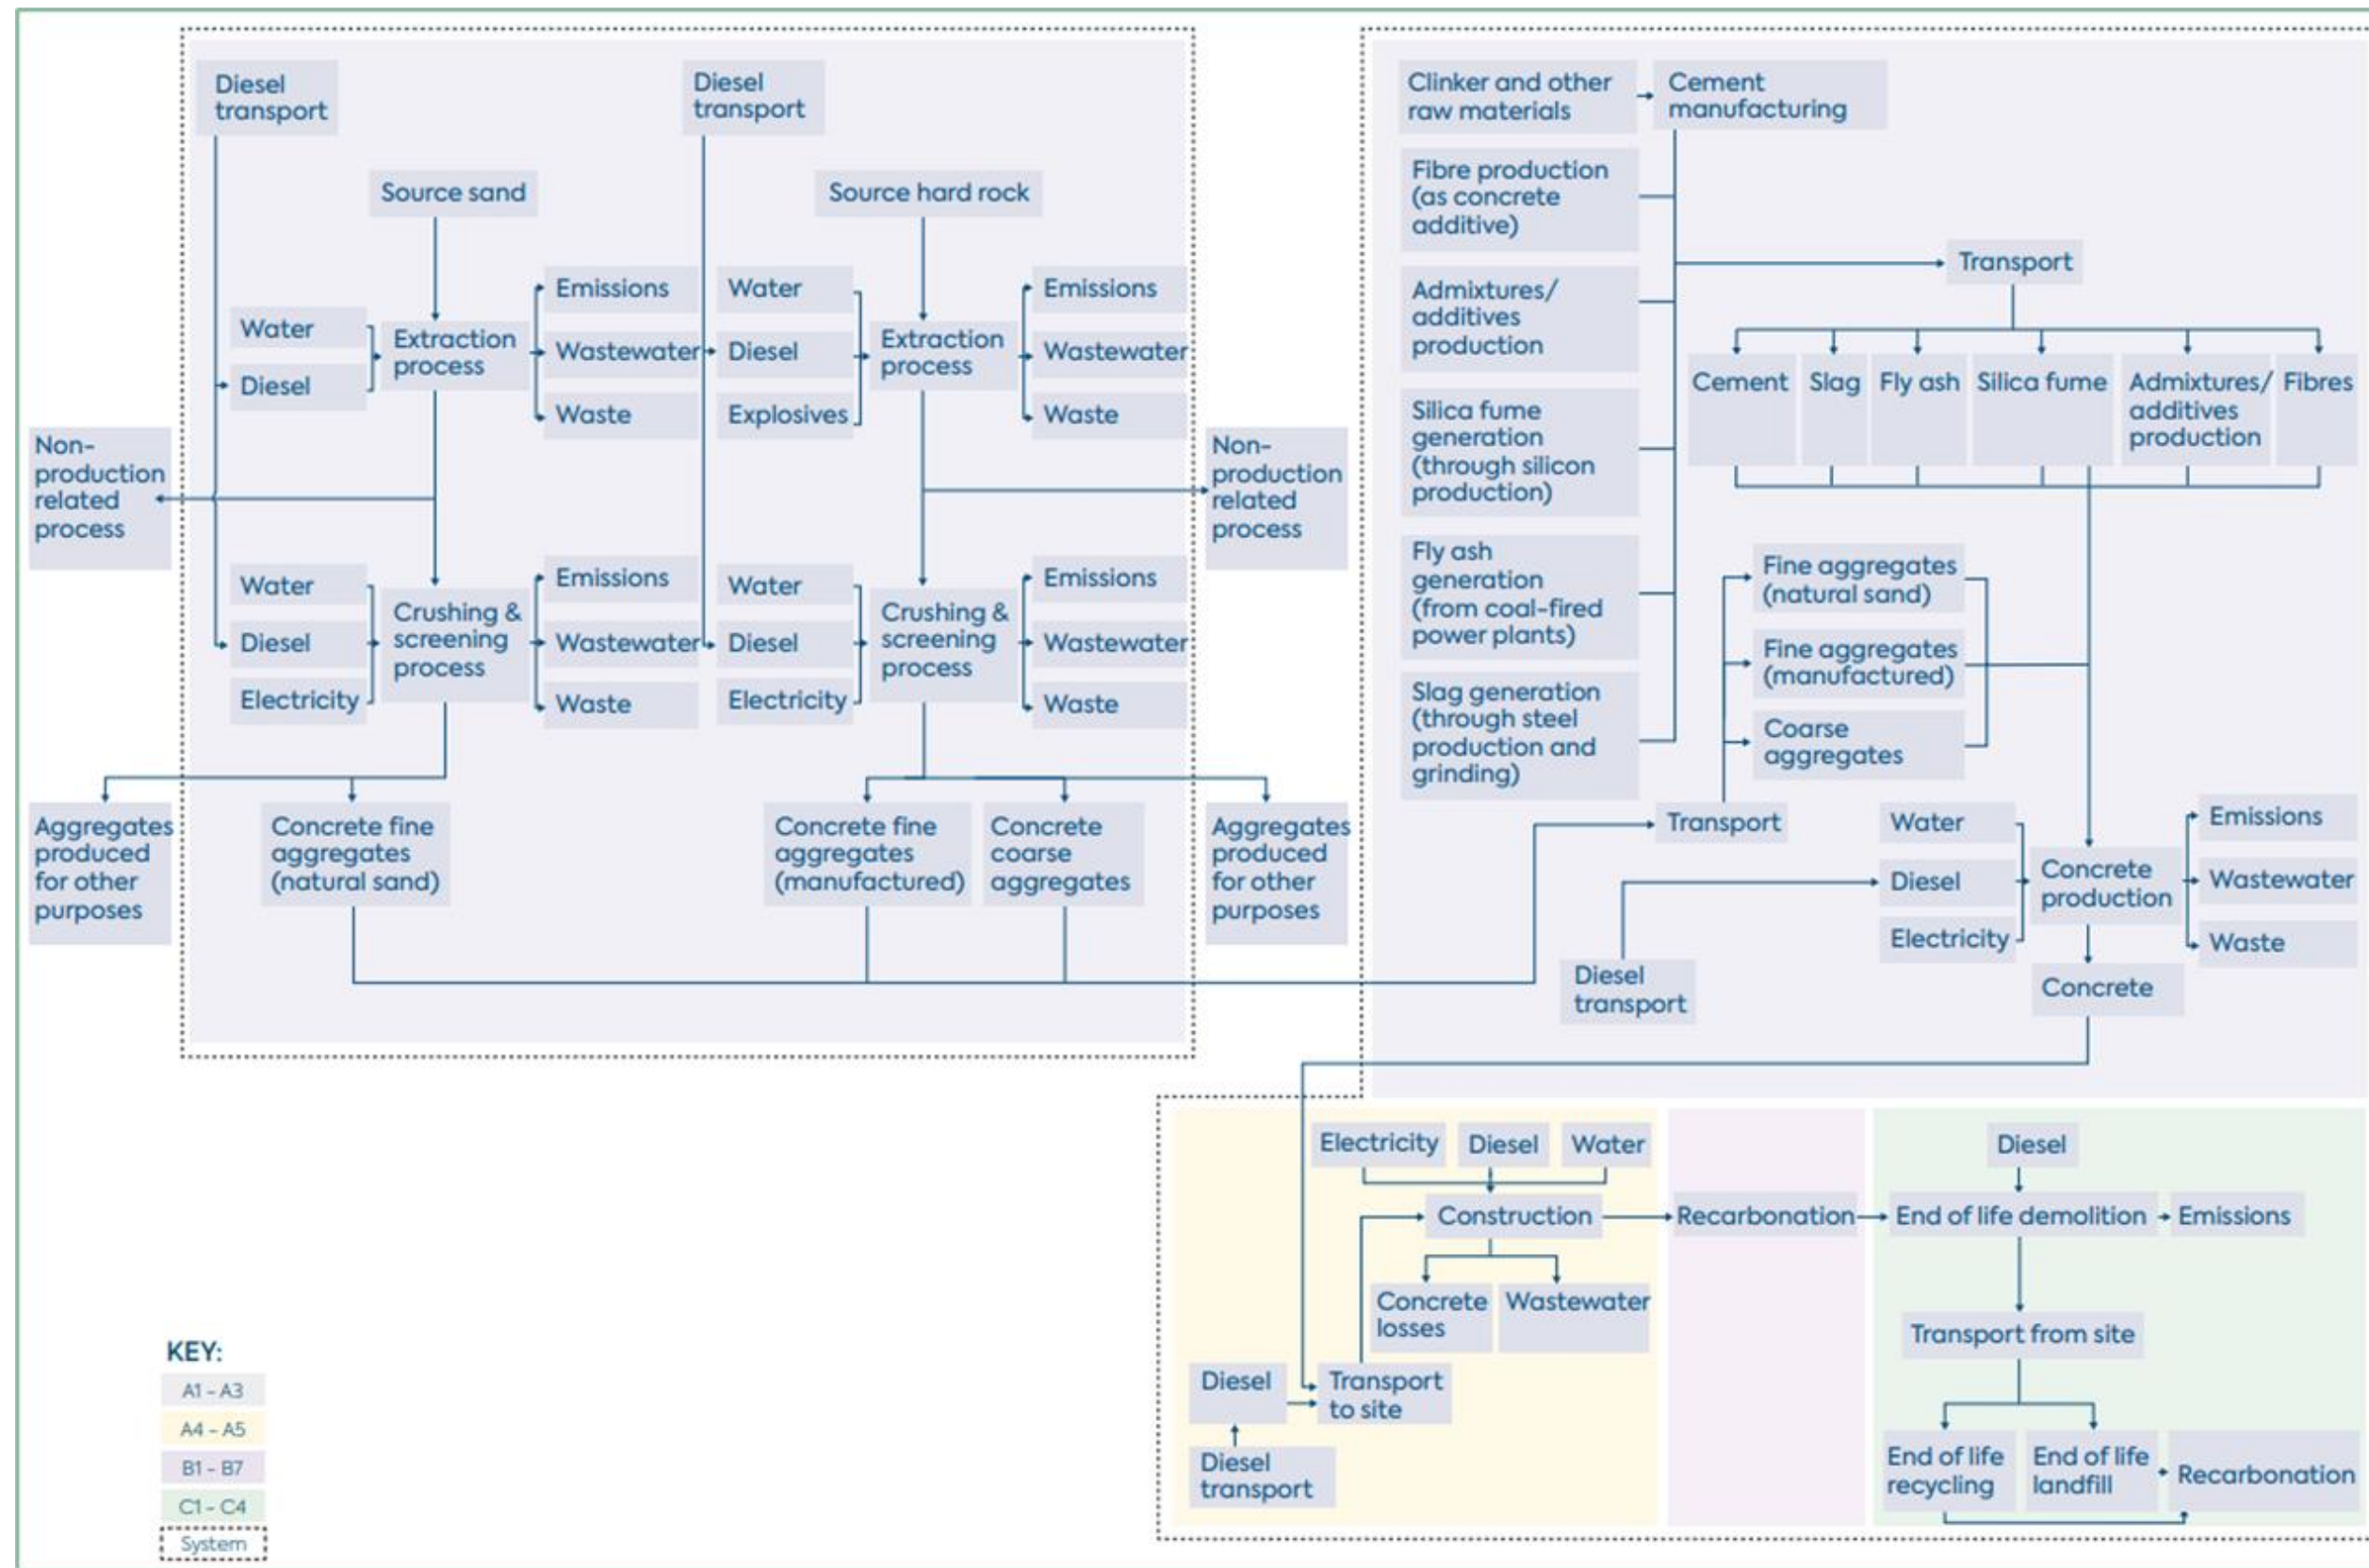 Diesel
transport
Diesel
transport
Source sand
Source hard rock
Water
Diesel
Extraction
process
Emissions
Wastewater
Waste
Water
Diesel
Explosives
Extraction
process
Emissions
Wastewater
Waste
Non-
production
related
process
Non-
production
related
process
Water
Diesel
Electricity
Crushing &
screening
process
Emissions
Wastewater
Waste
Water
Diesel
Electricity
Crushing &
screening
process
Emissions
Wastewater
Waste
Aggregates
produced
for other
purposes
Concrete fine
aggregates
(natural sand)
Concrete fine
aggregates
(manufactured)
Concrete
coarse
aggregates
Aggregates
produced
for other
purposes
Clinker and other
raw materials
Cement
manufacturing
Fibre production
(as concrete
additive)
Admixtures/
additives
production
Silica fume
generation
(through silicon
production)
Fly ash
generation
(from coal-fired
power plants)
Slag generation
(through steel
production and
grinding)
Transport
Cement
Slag
Fly ash
Silica fume
Admixtures/
additives
production
Fibres
Fine aggregates
(natural sand)
Fine aggregates
(manufactured)
Coarse
aggregates
Transport
Water
Diesel
Electricity
Diesel
transport
Concrete
production
Emissions
Wastewater
Waste
Concrete
Electricity
Diesel
Water
Construction
Concrete
losses
Wastewater
Diesel
Transport
to site
Diesel
transport
Recarbonation
Diesel
End of life demolition
Emissions
Transport from site
End of life
recycling
End of life
landfill
Recarbonation
KEY:
A1 - A3
A4 - A5
B1 - B7
C1 - C4
System